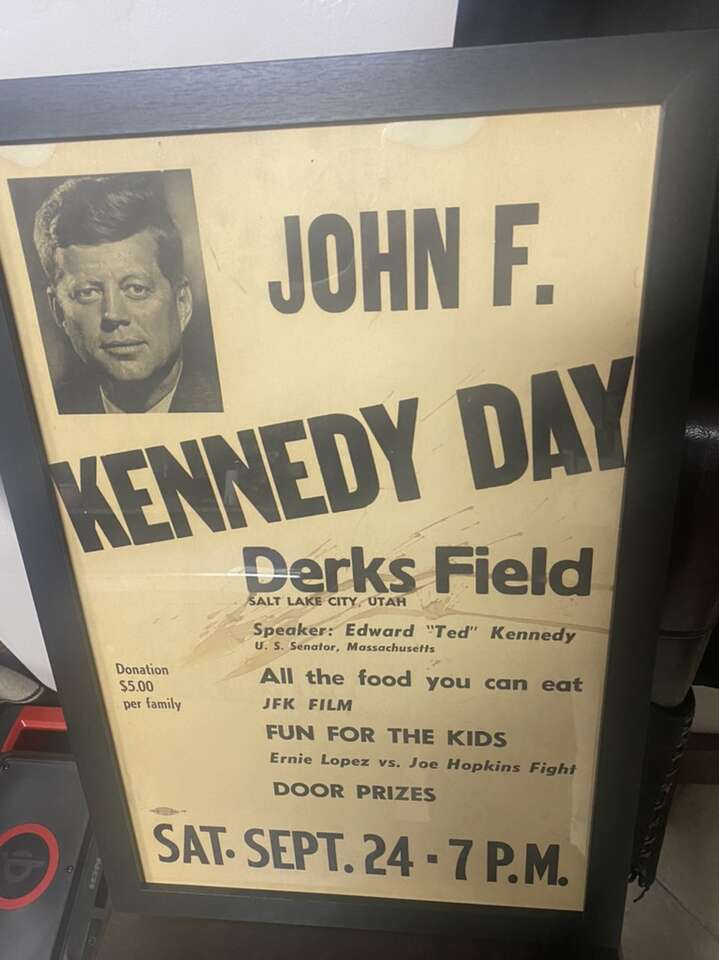 JOHN F.
KENNEDY DAY
Derks Field
SALT LAKE CITY, UTAH
Speaker: Edward "Ted" Kennedy
U. S. Senator, Massachusetts
Donation
$5.00
per family
All the food you can eat
JFK FILM
FUN FOR THE KIDS
Ernie Lopez vs. Joe Hopkins Fight
DOOR PRIZES
SAT. SEPT. 24 - 7 P.M.